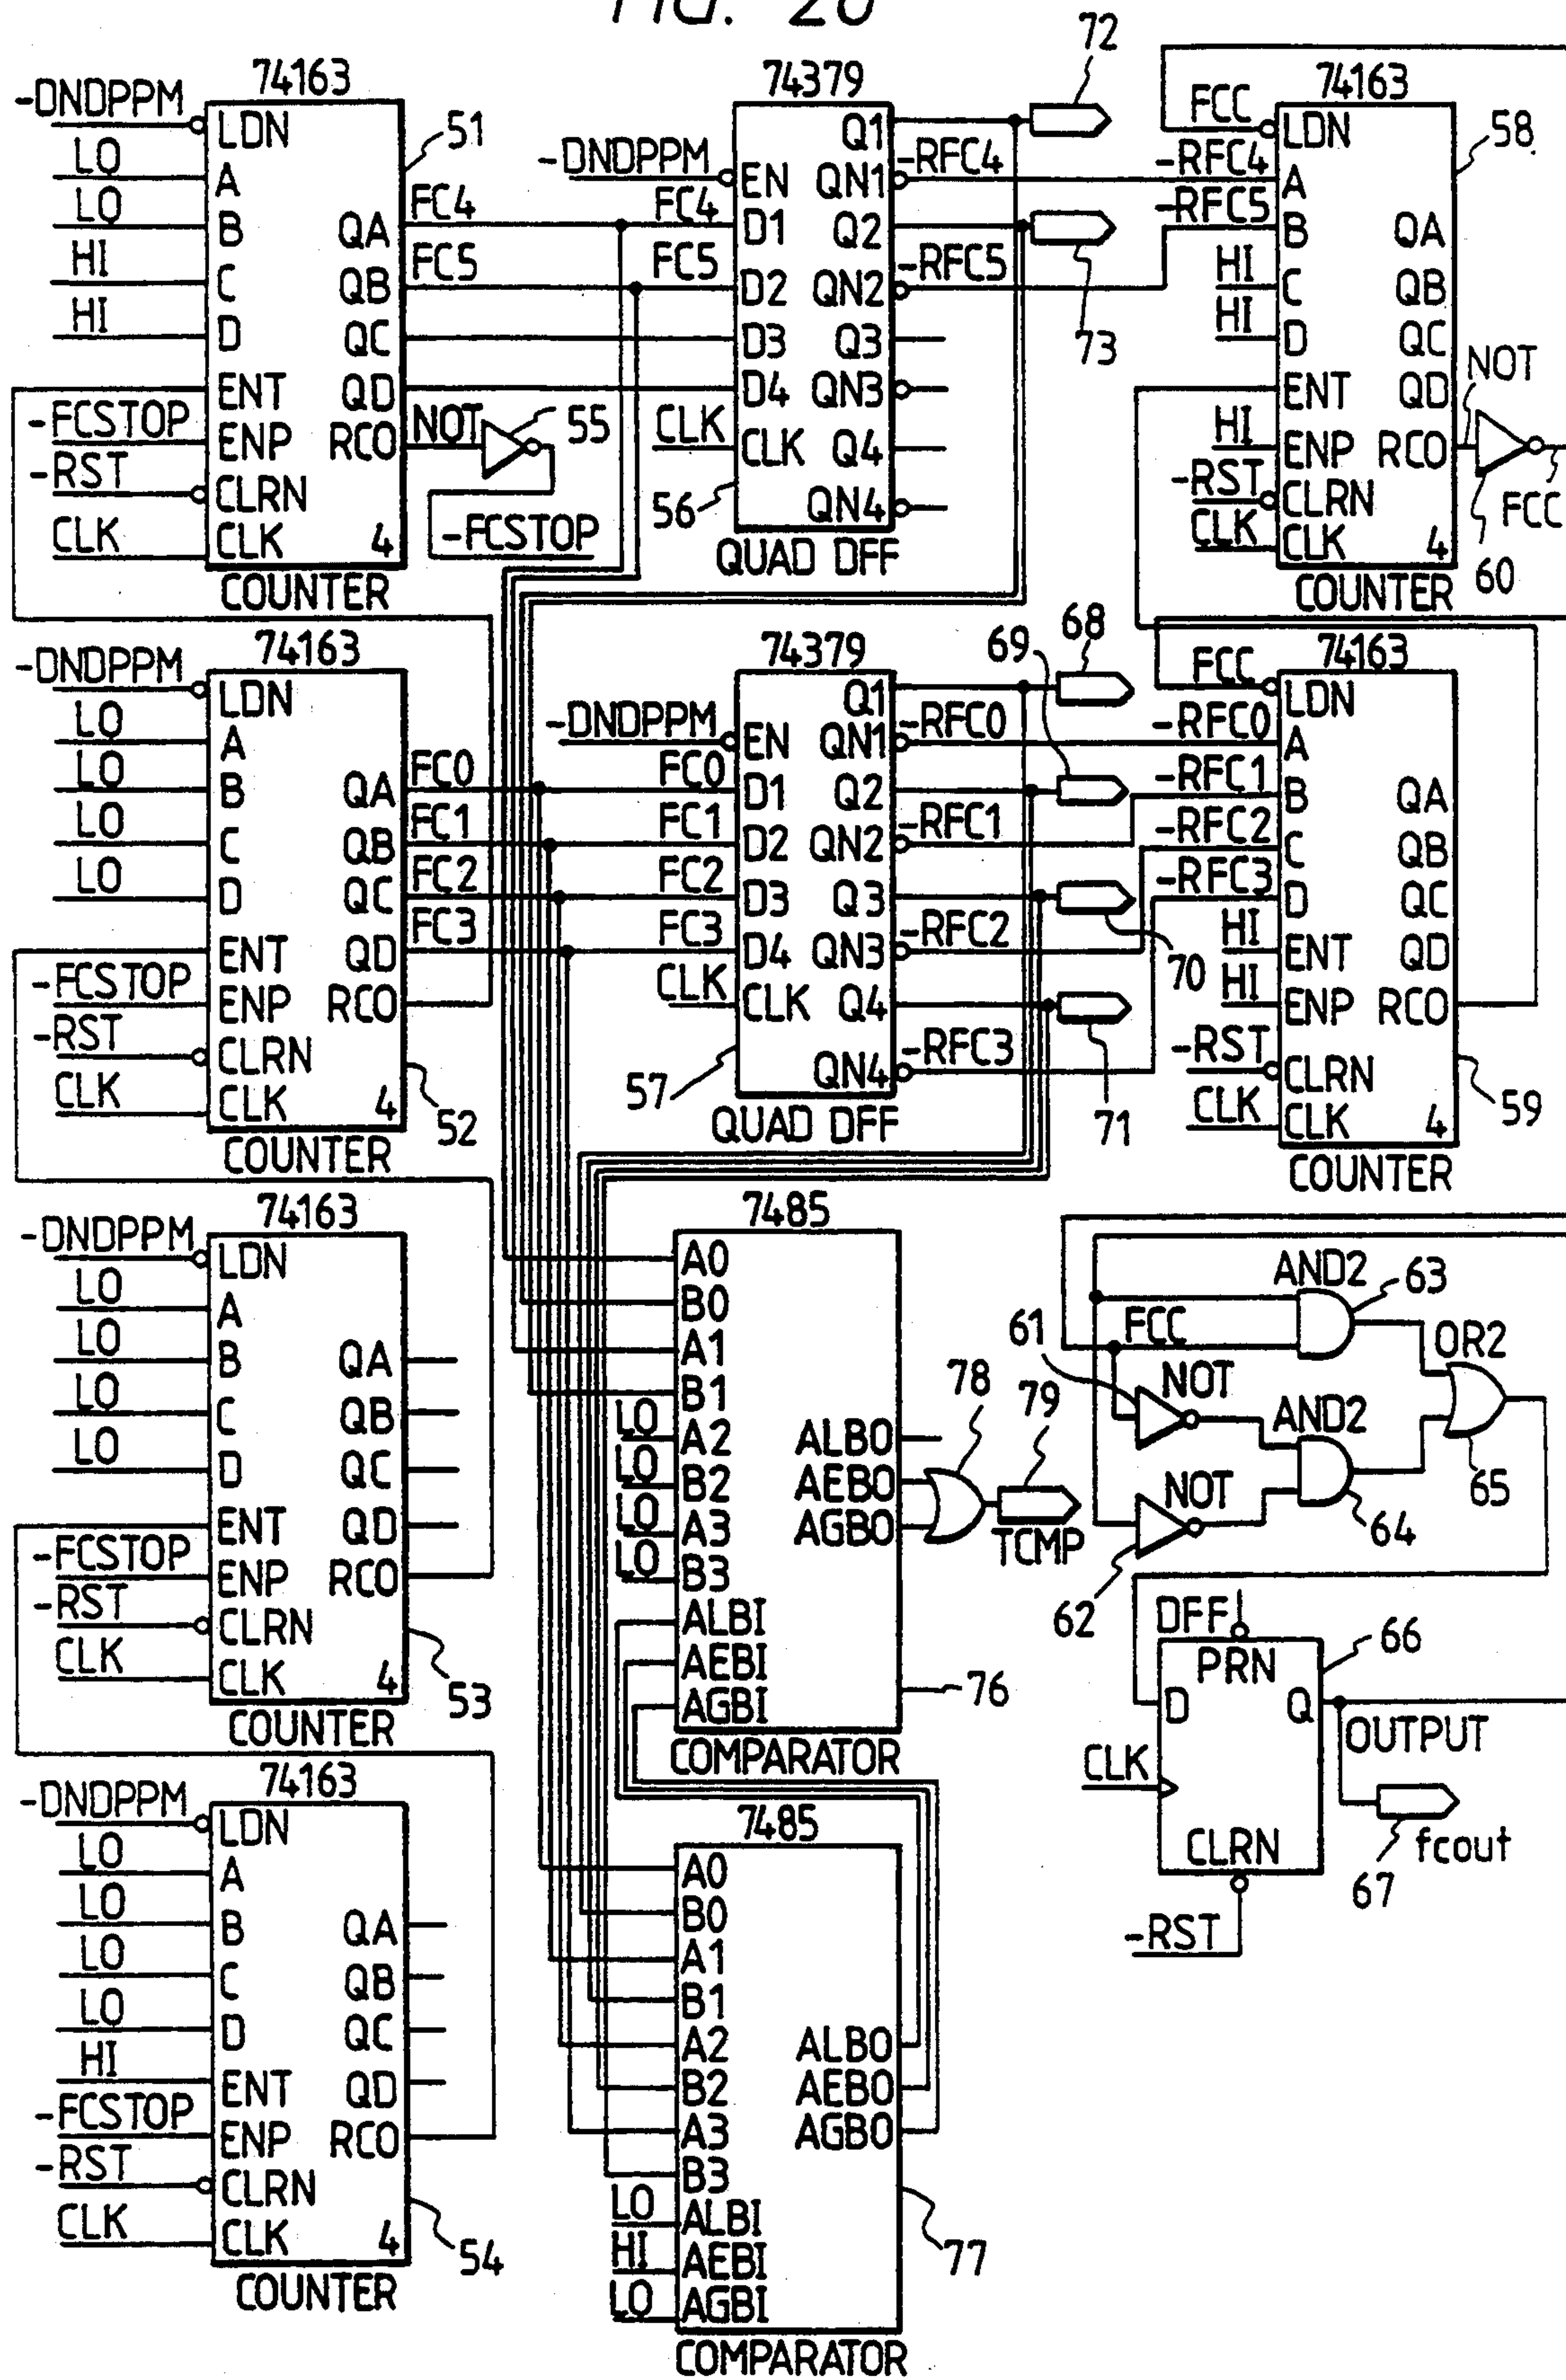 FIG. 20
72
74163
-DNDPPM
LDN
LO
A
LO
B
HI
C
HI
D
ENT
-FCSTOP
ENP
-RST
CLRN
CLK
CLK
4
QA
FC4
QB
FC5
QC
QD
RCO
51
NOT
55
-FCSTOP
COUNTER
74379
-DNDPPM
EN
FC4
D1
FC5
D2
D3
D4
CLK
CLK
Q1
QN1
-RFC4
Q2
QN2
-RFC5
Q3
QN3
Q4
QN4
56
QUAD DFF
73
74163
FCC
LDN
-RFC4
A
-RFC5
B
HI
C
HI
D
ENT
HI
ENP
-RST
CLRN
CLK
CLK
4
QA
QB
QC
QD
RCO
58
NOT
FCC
60
COUNTER
74163
-DNDPPM
LDN
LO
A
LO
B
LO
C
LO
D
ENT
-FCSTOP
ENP
-RST
CLRN
CLK
CLK
4
QA
FC0
QB
FC1
QC
FC2
QD
FC3
RCO
52
COUNTER
74379
-DNDPPM
EN
FC0
D1
FC1
D2
FC2
D3
FC3
D4
CLK
CLK
Q1
QN1
-RFC0
Q2
QN2
-RFC1
Q3
QN3
-RFC2
Q4
QN4
-RFC3
57
QUAD DFF
68
69
70
71
74163
FCC
LDN
-RFC0
A
-RFC1
B
-RFC2
C
-RFC3
D
HI
ENT
HI
ENP
-RST
CLRN
CLK
CLK
4
QA
QB
QC
QD
RCO
59
COUNTER
74163
-DNDPPM
LDN
LO
A
LO
B
LO
C
LO
D
ENT
-FCSTOP
ENP
-RST
CLRN
CLK
CLK
4
QA
QB
QC
QD
RCO
53
COUNTER
7485
A0
B0
A1
B1
LO
A2
LO
B2
LO
A3
LO
B3
ALBI
AEBI
AGBI
ALBO
AEBO
AGBO
78
79
TCMP
76
COMPARATOR
AND2
63
FCC
61
NOT
OR2
AND2
65
NOT
64
62
DFF
PRN
66
D
Q
OUTPUT
CLK
CLRN
fcout
67
-RST
74163
-DNDPPM
LDN
LO
A
LO
B
LO
C
LO
D
HI
ENT
-FCSTOP
ENP
-RST
CLRN
CLK
CLK
4
QA
QB
QC
QD
RCO
54
COUNTER
7485
A0
B0
A1
B1
A2
B2
A3
B3
LO
ALBI
HI
AEBI
LO
AGBI
ALBO
AEBO
AGBO
77
COMPARATOR